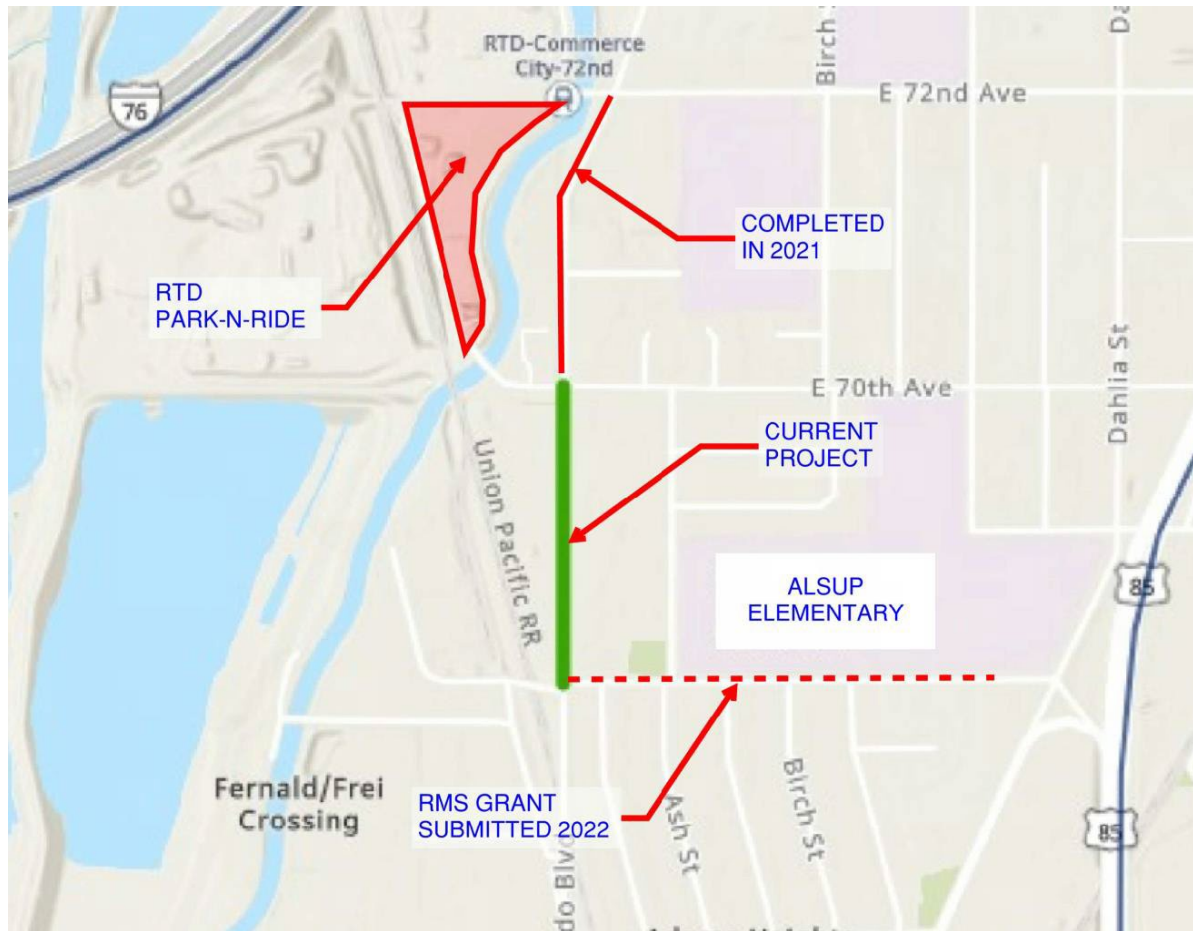 RTD-Commerce
City-72nd
76
E 72nd Ave
COMPLETED
IN 2021
RTD
PARK-N-RIDE
E 70th Ave
Dahlia St
CURRENT
PROJECT
Union Pacific RR
ALSUP
ELEMENTARY
85
Fernald/Frei
Crossing
RMS GRANT
SUBMITTED 2022
Ash St
Birch St
85